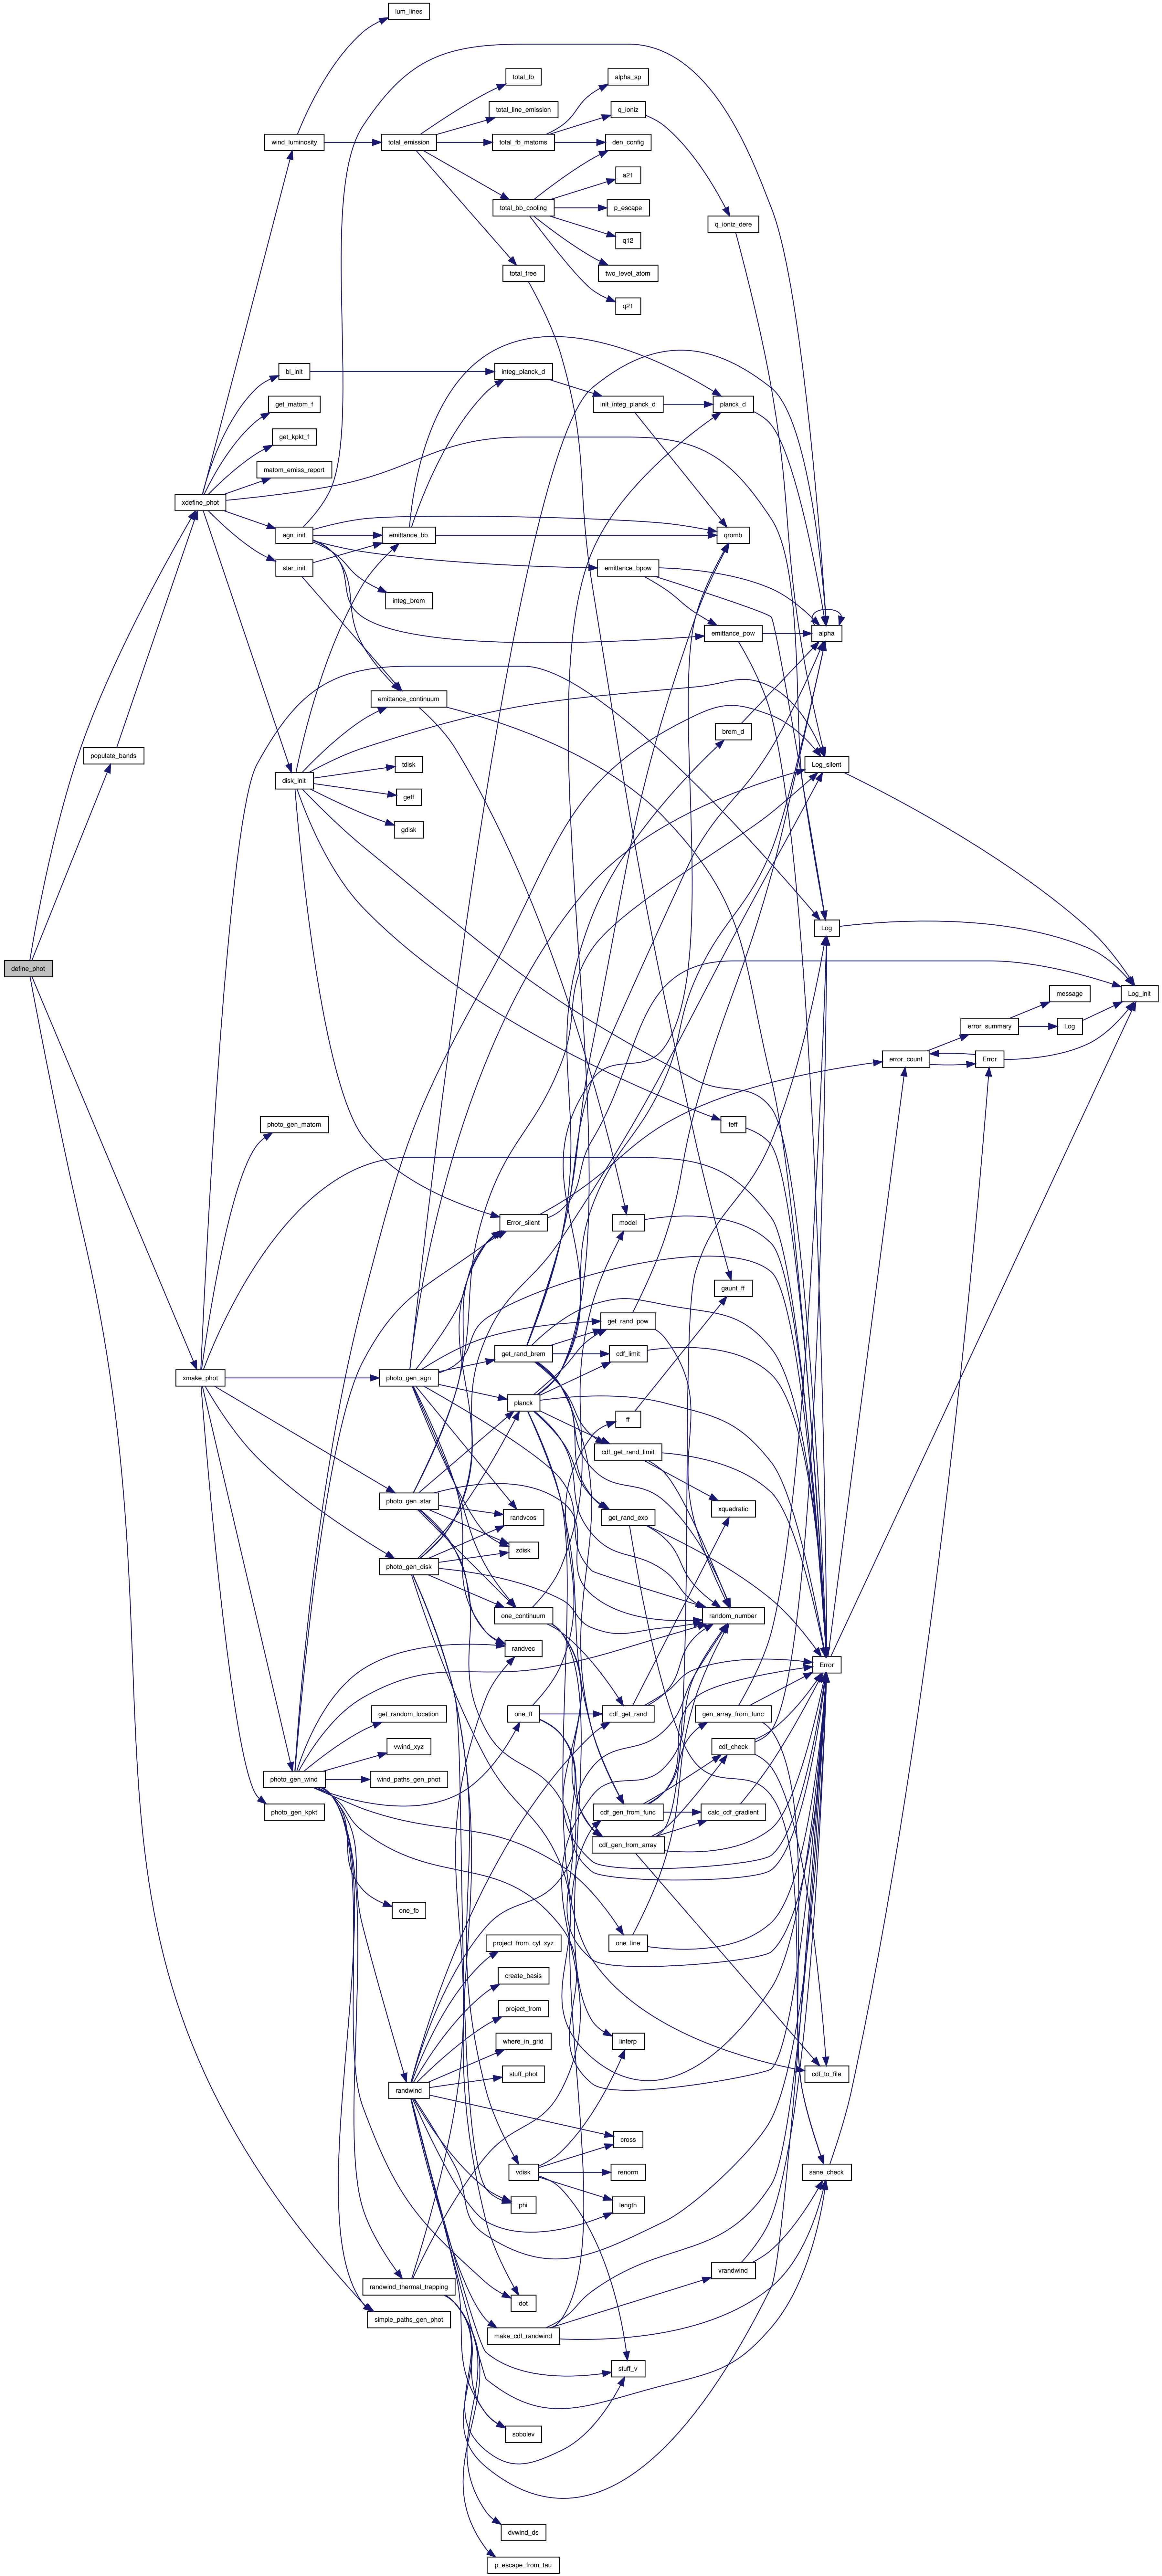 lum_lines
total_fb
alpha_sp
total_line_emission
q_ioniz
wind_luminosity
total_emission
total_fb_matoms
den_config
a21
total_bb_cooling
p_escape
q_ioniz_dere
q12
total_free
two_level_atom
q21
bl_init
integ_planck_d
get_matom_f
init_integ_planck_d
planck_d
get_kpkt_f
matom_emiss_report
xdefine_phot
agn_init
emittance_bb
qromb
star_init
emittance_bpow
integ_brem
emittance_pow
alpha
emittance_continuum
brem_d
populate_bands
tdisk
Log_silent
disk_init
geff
gdisk
Log
define_phot
message
Log_init
error_summary
Log
error_count
Error
photo_gen_matom
teff
Error_silent
model
gaunt_ff
get_rand_pow
get_rand_brem
cdf_limit
xmake_phot
photo_gen_agn
planck
ff
cdf_get_rand_limit
photo_gen_star
xquadratic
randvcos
get_rand_exp
zdisk
photo_gen_disk
one_continuum
random_number
randvec
Error
get_random_location
one_ff
cdf_get_rand
gen_array_from_func
vwind_xyz
cdf_check
photo_gen_wind
wind_paths_gen_phot
photo_gen_kpkt
cdf_gen_from_func
calc_cdf_gradient
cdf_gen_from_array
one_fb
project_from_cyl_xyz
one_line
create_basis
project_from
where_in_grid
linterp
stuff_phot
cdf_to_file
randwind
cross
vdisk
renorm
sane_check
phi
length
vrandwind
randwind_thermal_trapping
dot
simple_paths_gen_phot
make_cdf_randwind
stuff_v
sobolev
dvwind_ds
p_escape_from_tau